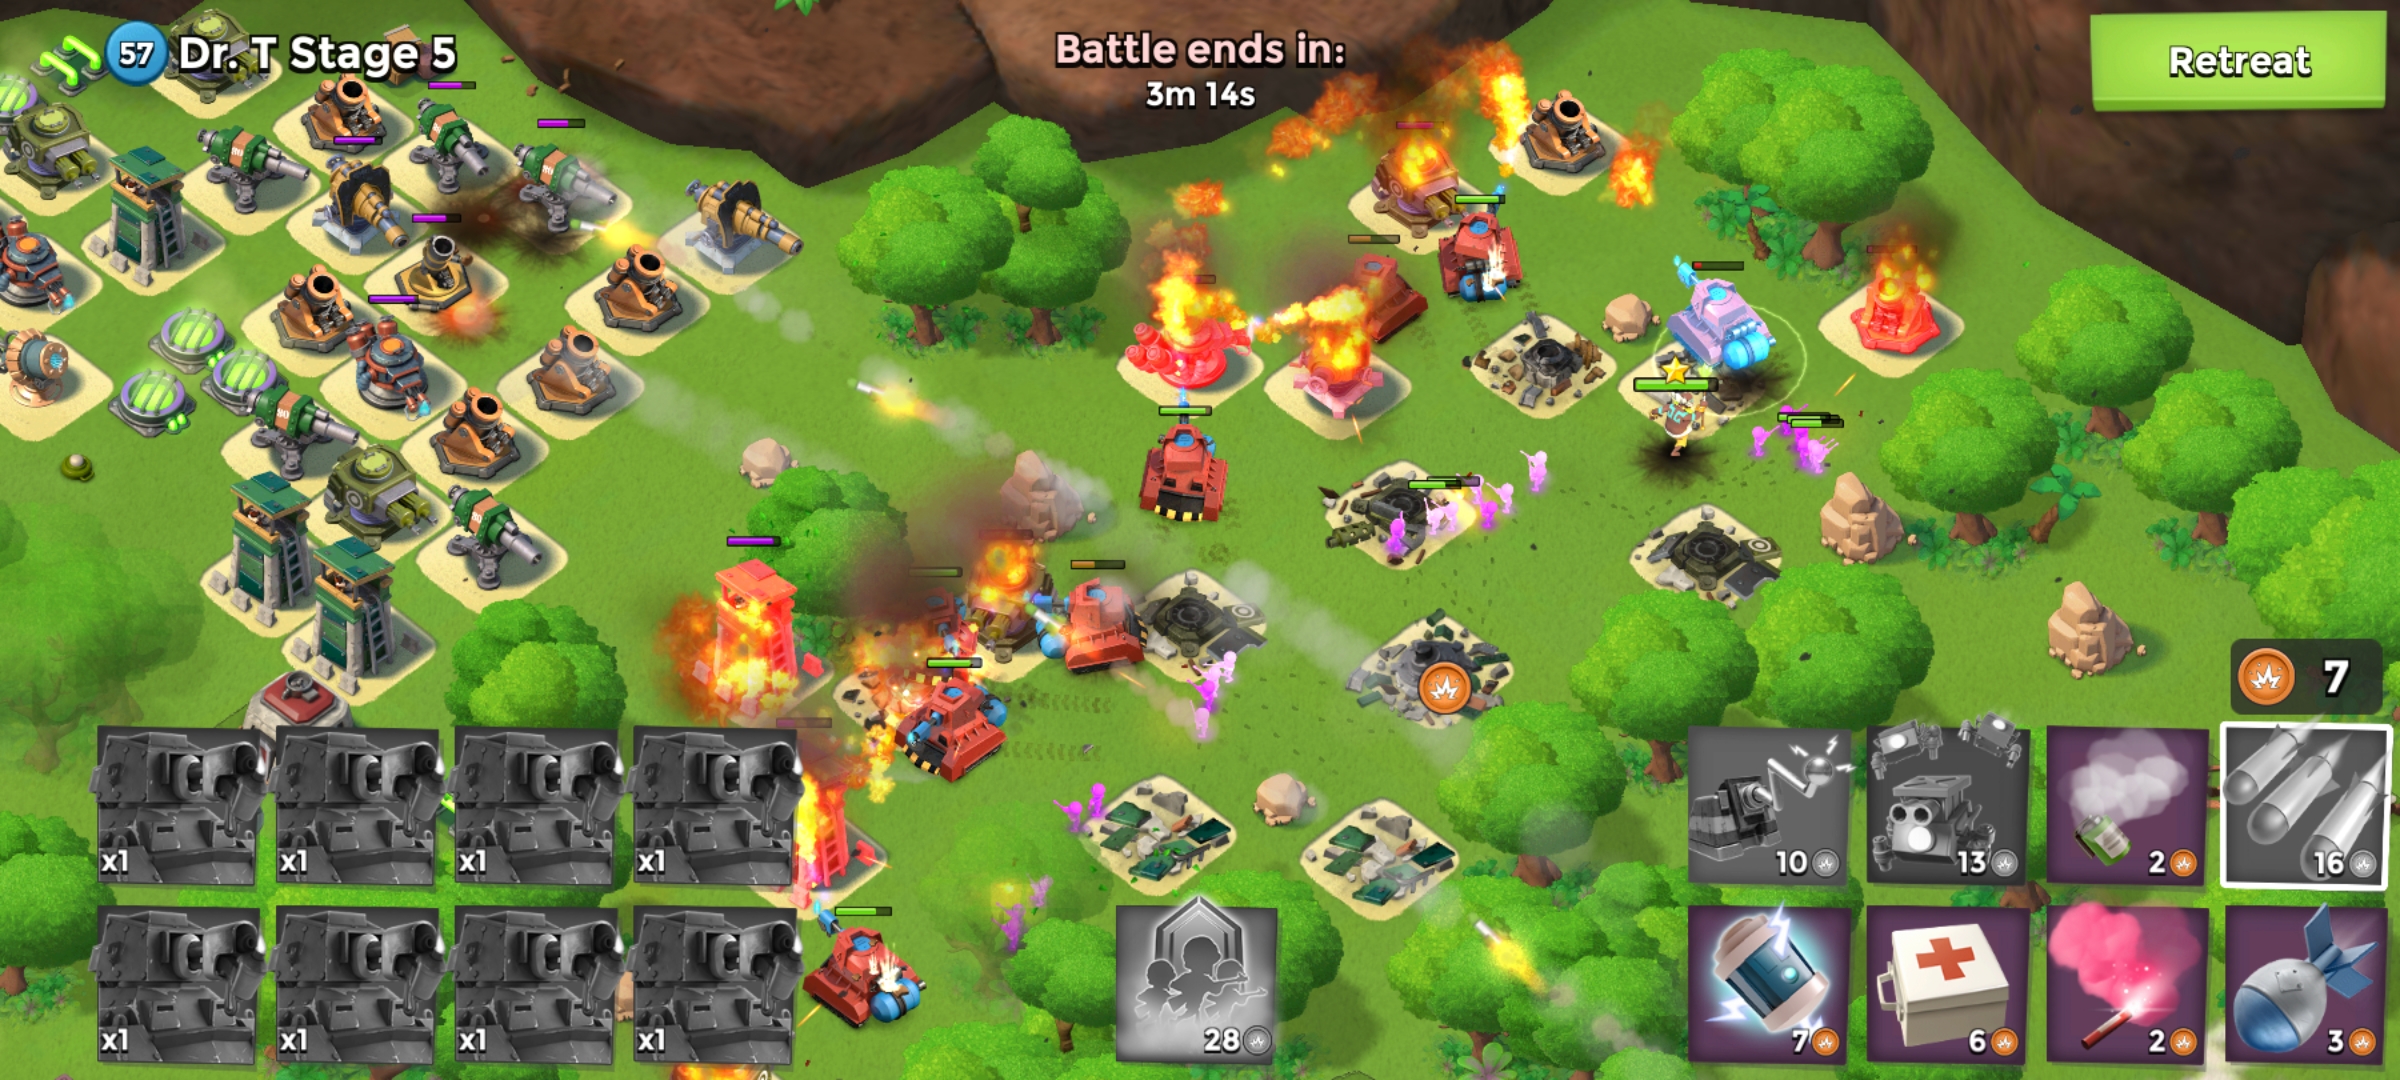 57 Dr. T Stage 5
Battle ends in:
3m 14s
Retreat
7
x1 x1 x1 x1
10 13 2 16
x1 x1 x1 x1
28
7 6 2 3